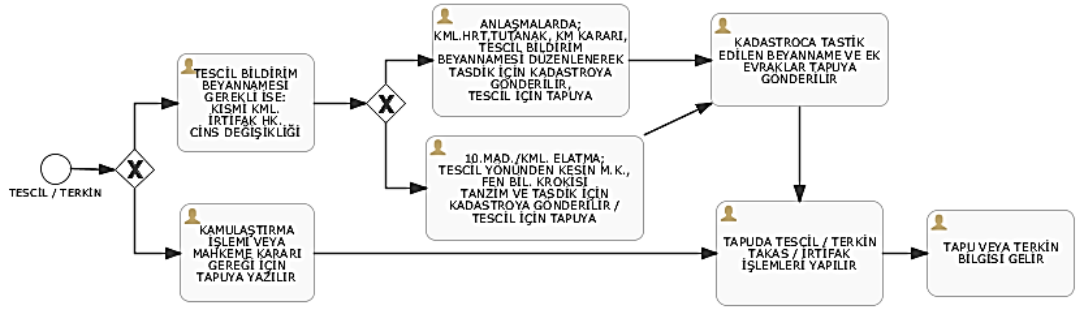 TESCİL / TERKİN
X
TESCİL BİLDİRİM
BEYANNAMESİ
GEREKLİ İSE:
KISMİ KML.
İRTİFAK HK.
CİNS DEĞİŞİKLİĞİ
X
ANLAŞMALARDA;
KML.HRT,TUTANAK, KM KARARI,
TESCİL BİLDİRİM
BEYANNAMESİ DÜZENLENEREK
TASDİK İÇİN KADASTROYA
GÖNDERİLİR,
TESCİL İÇİN TAPUYA
KADASTROCA TASTİK
EDİLEN BEYANNAME VE EK
EVRAKLAR TAPUYA
GÖNDERİLİR
10.MAD./KML. ELATMA;
TESCİL YÖNÜNDEN KESİN M.K.,
FEN BİL. KROKİSİ
TANZİM VE TASDİK İÇİN
KADASTROYA GÖNDERİLİR /
TESCİL İÇİN TAPUYA
KAMULAŞTIRMA
İŞLEMİ VEYA
MAHKEME KARARI
GEREĞİ İÇİN
TAPUYA YAZILIR
TAPUDA TESCİL / TERKİN
TAKAS / İRTİFAK
İŞLEMLERİ YAPILIR
TAPU VEYA TERKİN
BİLGİSİ GELİR